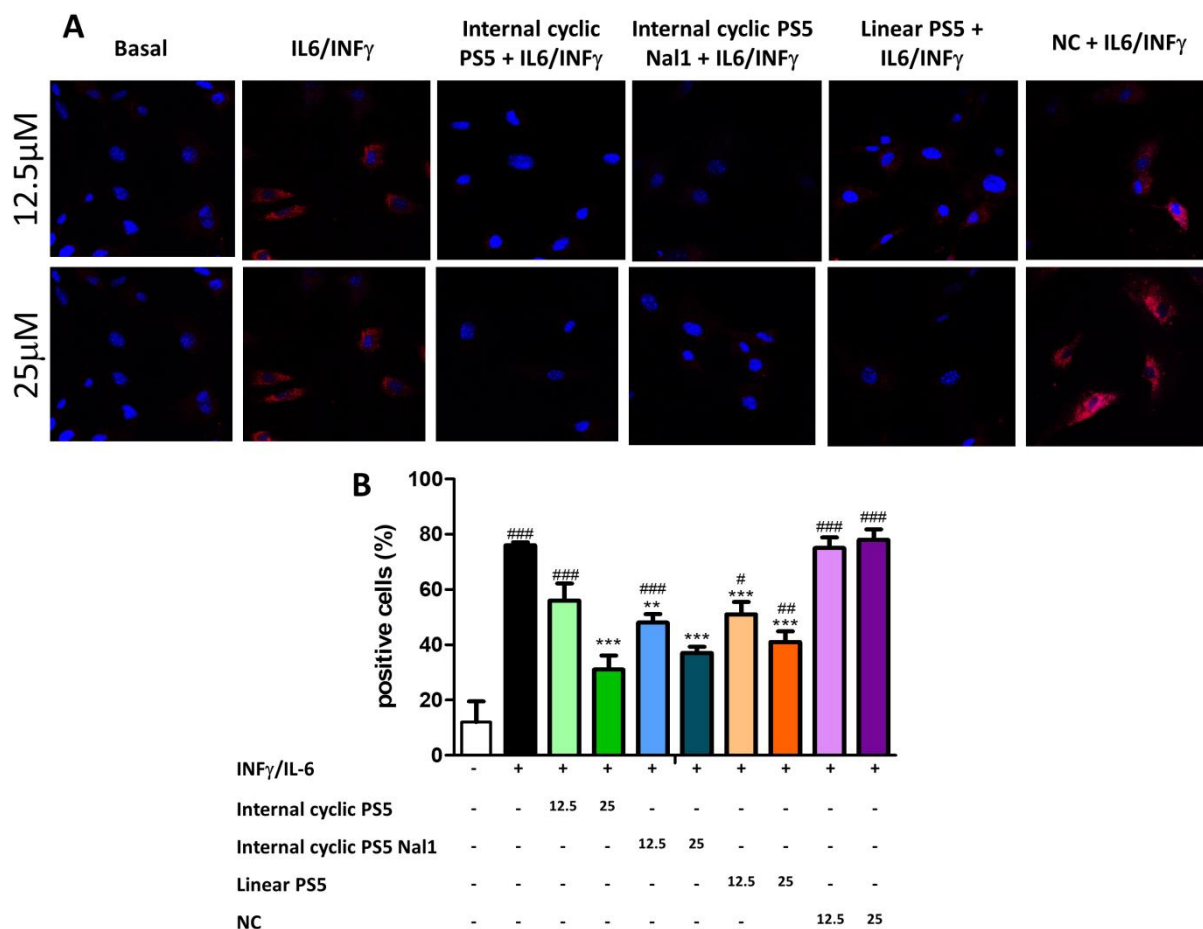 A
Basal
IL6/INFγ
Internal cyclic
PS5 + IL6/INFγ
Internal cyclic PS5
Nal1 + IL6/INFγ
Linear PS5 +
IL6/INFγ
NC + IL6/INFγ
12.5µM
25µM
B
positive cells (%)
100
80
60
40
20
0
###
###
***
###
**
***
#
***
##
***
###
###
INFγ/IL-6 - + + + + + + + + +
Internal cyclic PS5 - - 12.5 25 - - - - - -
Internal cyclic PS5 Nal1 - - - - 12.5 25 - - - -
Linear PS5 - - - - - - 12.5 25 - -
NC - - - - - - - - 12.5 25